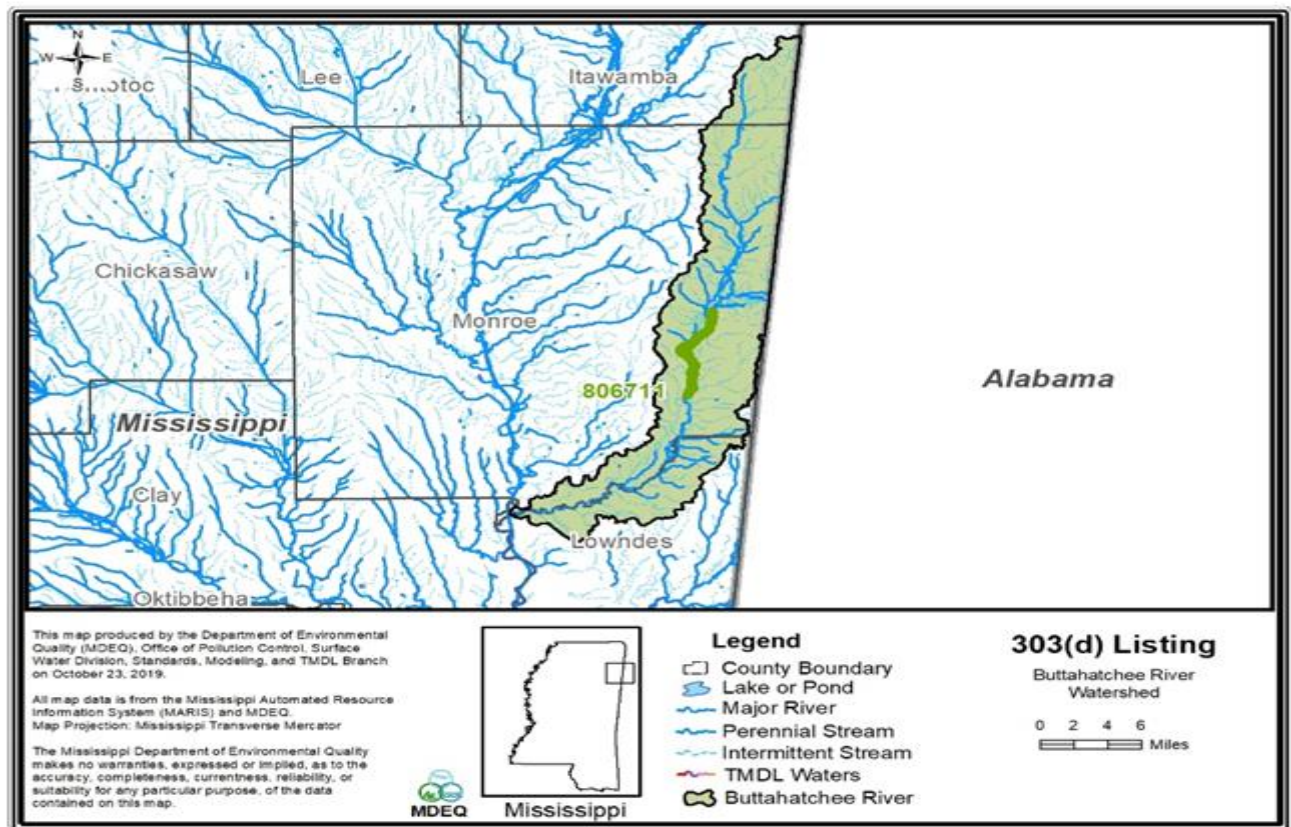 N
W E
S
otoc
Lee
Itawamba
Chickasaw
Monroe
806711
Alabama
Mississippi
Clay
Lowndes
Oktibbeha
This map produced by the Department of Environmental
Quality (MDEQ), Office of Pollution Control, Surface
Water Division, Standards, Modeling, and TMDL Branch
on October 23, 2019.
All map data is from the Mississippi Automated Resource
Information System (MARIS) and MDEQ.
Map Projection: Mississippi Transverse Mercator
The Mississippi Department of Environmental Quality
makes no warranties, expressed or implied, as to the
accuracy, completeness, currentness, reliability, or
suitability for any particular purpose, of the data
contained on this map.
MDEQ
Mississippi
Legend
County Boundary
Lake or Pond
Major River
Perennial Stream
Intermittent Stream
TMDL Waters
Buttahatchee River
303(d) Listing
Buttahatchee River
Watershed
0 2 4 6
Miles